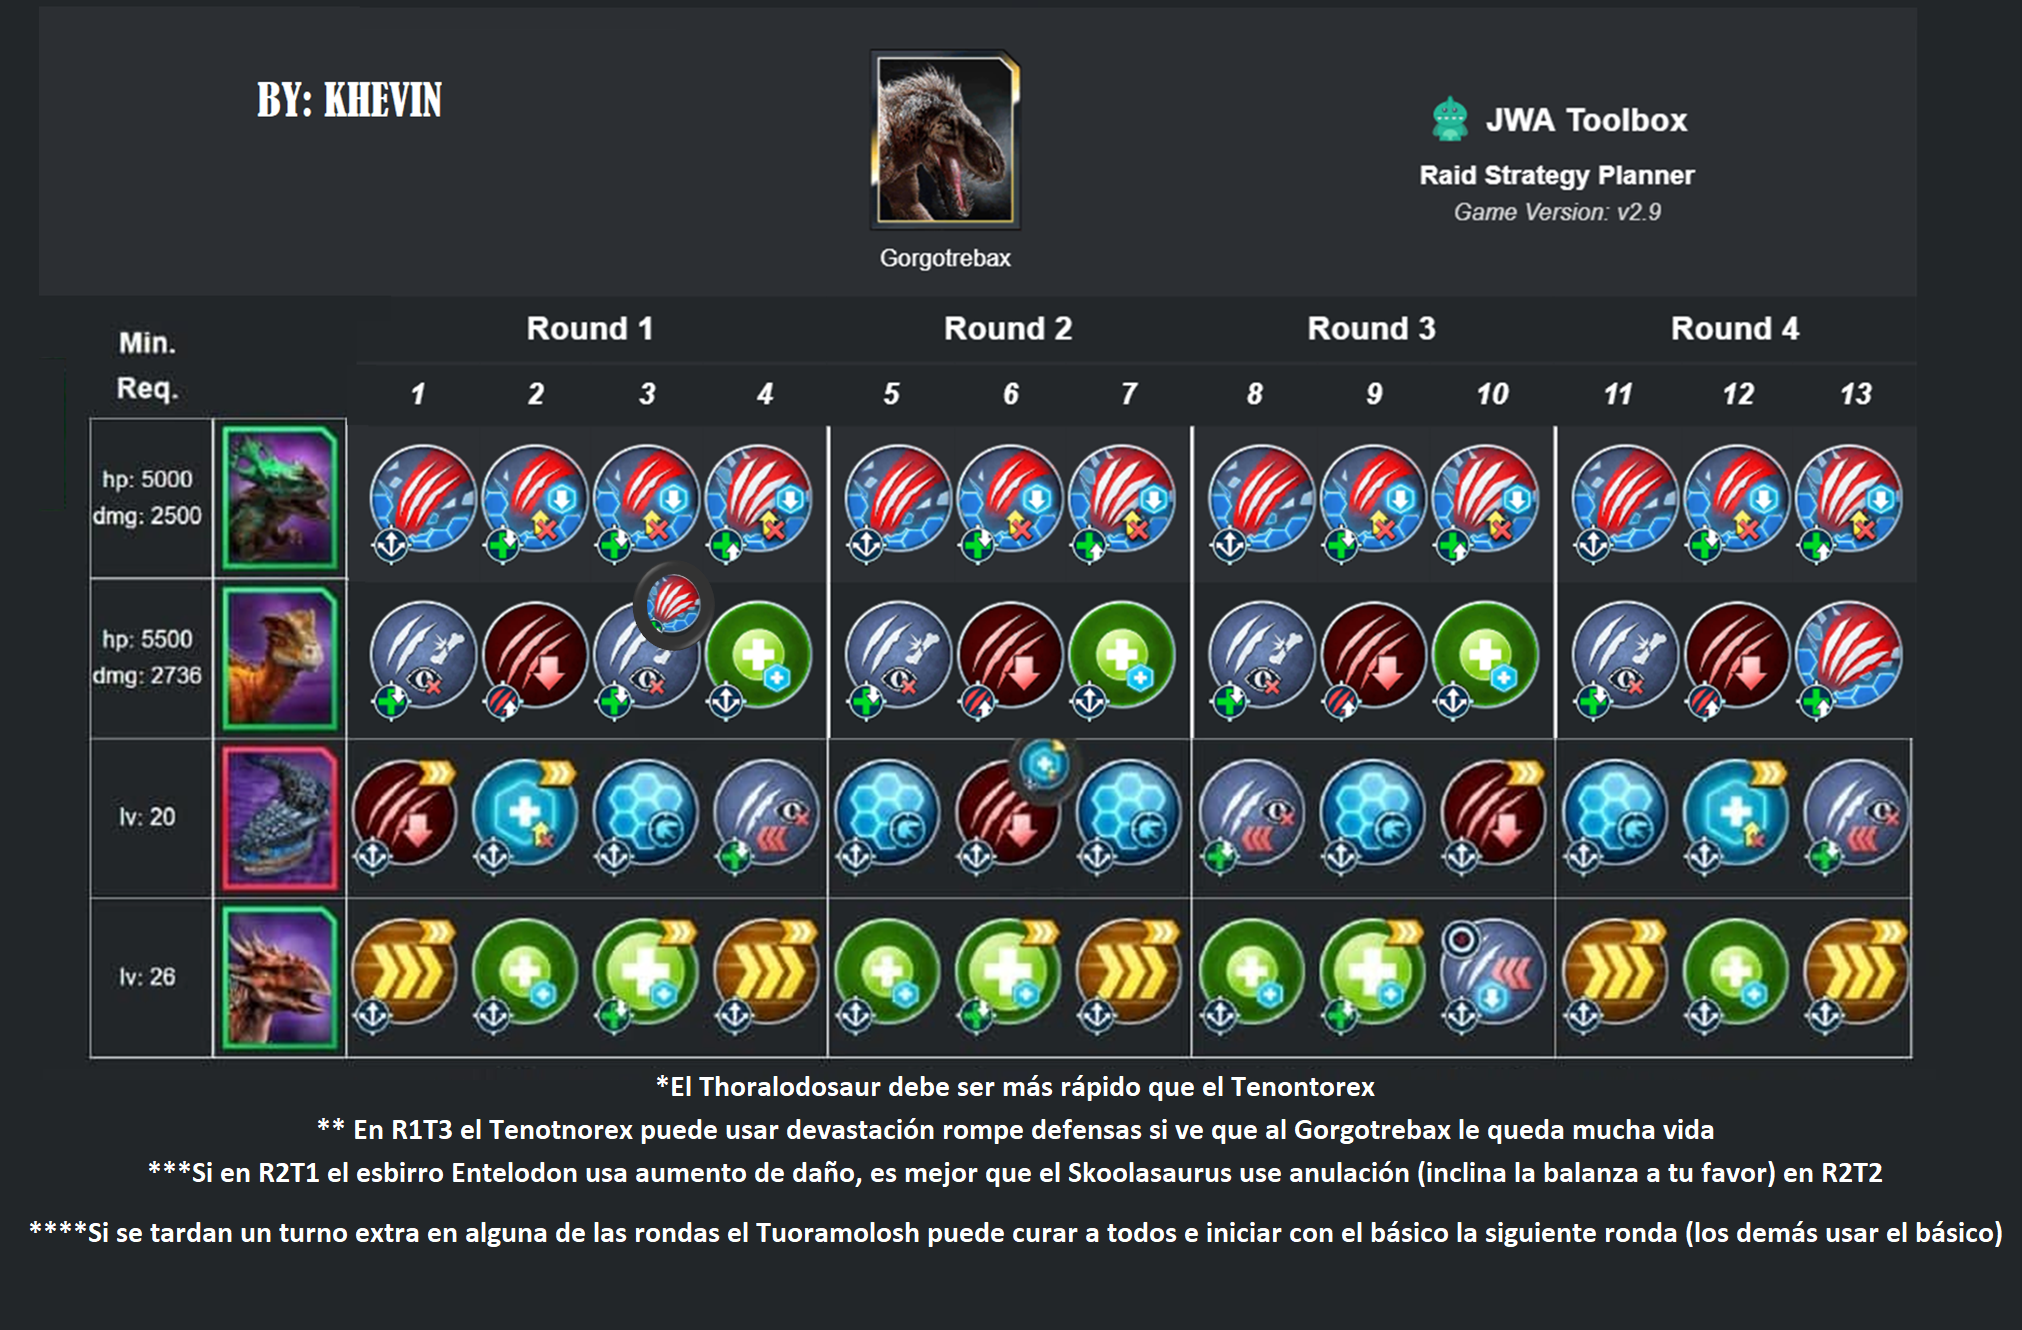 BY: KHEVIN
JWA Toolbox
Raid Strategy Planner
Game Version: v2.9
Gorgotrebax
Min.
Req.
Round 1
Round 2
Round 3
Round 4
1 2 3 4 5 6 7 8 9 10 11 12 13
hp: 5000
dmg: 2500
hp: 5500
dmg: 2736
lv: 20
lv: 26
*El Thoralodosaur debe ser más rápido que el Tenontorex
** En R1T3 el Tenotnorex puede usar devastación rompe defensas si ve que al Gorgotrebax le queda mucha vida
***Si en R2T1 el esbirro Entelodon usa aumento de daño, es mejor que el Skoolasaurus use anulación (inclina la balanza a tu favor) en R2T2
****Si se tardan un turno extra en alguna de las rondas el Tuoramolosh puede curar a todos e iniciar con el básico la siguiente ronda (los demás usar el básico)